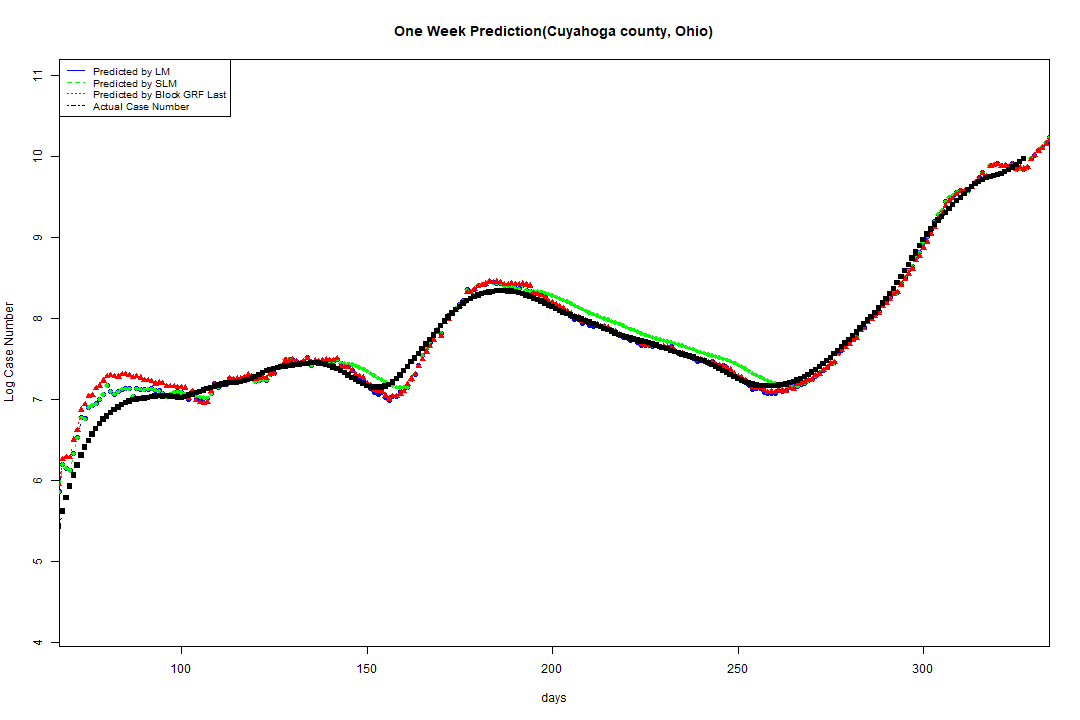 One Week Prediction(Cuyahoga county, Ohio)
Predicted by LM
Predicted by SLM
Predicted by Block GRF Last
Actual Case Number
Log Case Number
11
10
9
8
7
6
5
4
100 150 200 250 300
days